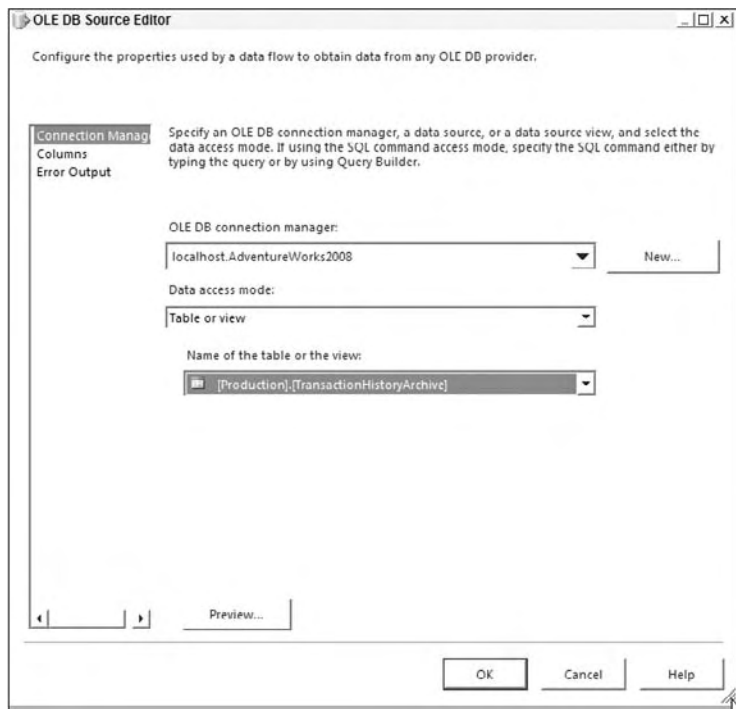 OLE DB Source Editor
Configure the properties used by a data flow to obtain data from any OLE DB provider.
Connection Manag
Columns
Error Output
Specify an OLE DB connection manager, a data source, or a data source view, and select the
data access mode. If using the SQL command access mode, specify the SQL command either by
typing the query or by using Query Builder.
OLE DB connection manager:
localhost.AdventureWorks2008
New...
Data access mode:
Table or view
Name of the table or the view:
[Production].[TransactionHistoryArchive]
Preview...
OK
Cancel
Help